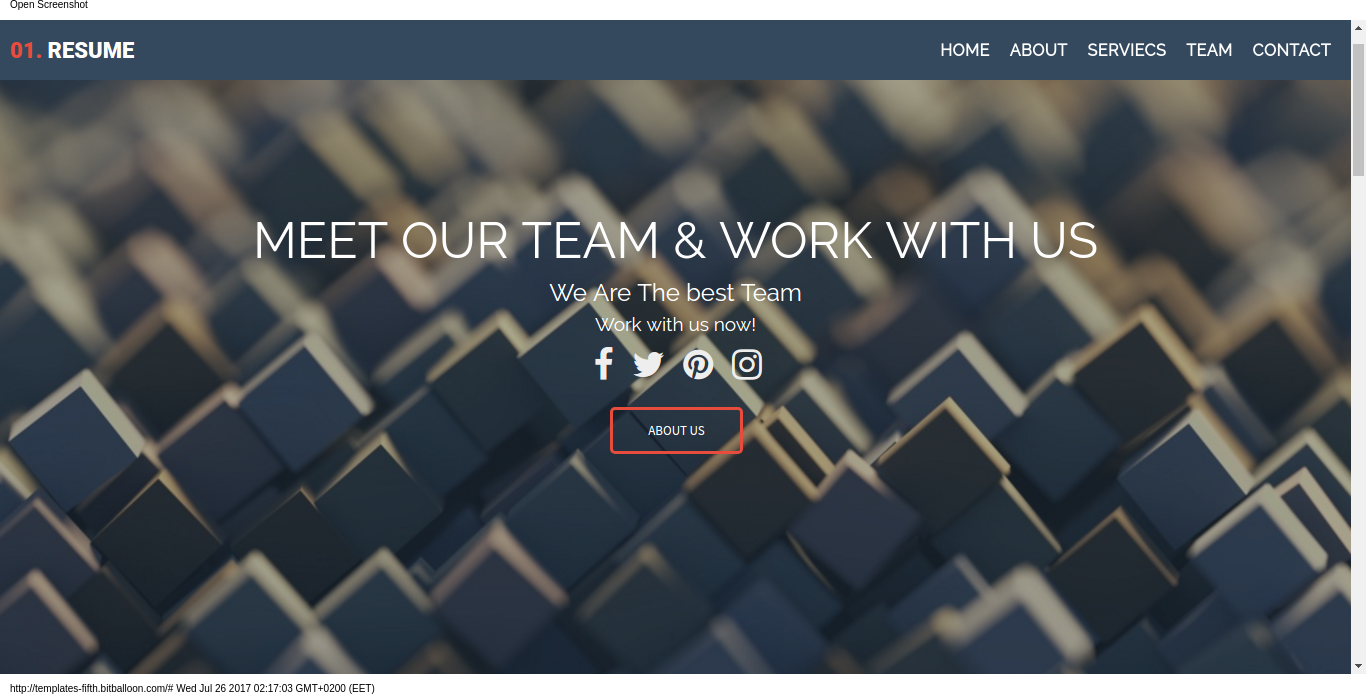 Open Screenshot
01. RESUME HOME ABOUT SERVIECS TEAM CONTACT
MEET OUR TEAM & WORK WITH US
We Are The best Team
Work with us now!
ABOUT US
http://templates-fifth.bitballoon.com/# Wed Jul 26 2017 02:17:03 GMT+0200 (EET)